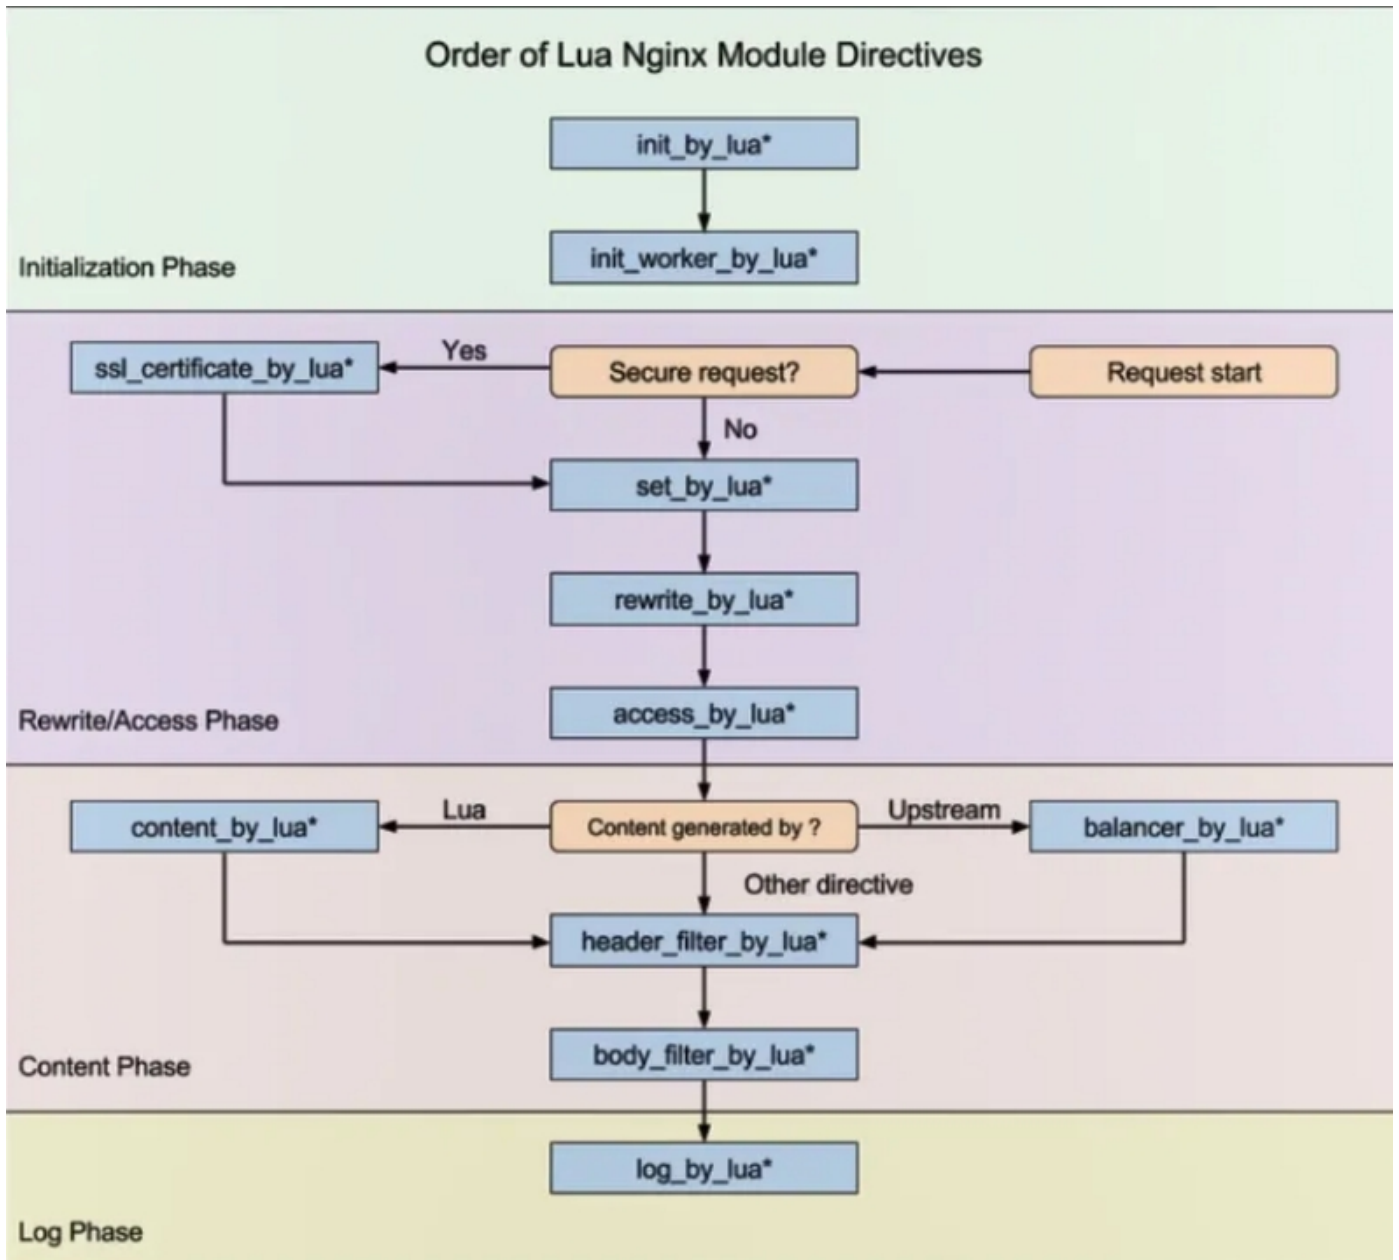 Order of Lua Nginx Module Directives
init_by_lua*
init_worker_by_lua*
Initialization Phase
ssl_certificate_by_lua*
Yes
Secure request?
Request start
No
set_by_lua*
rewrite_by_lua*
access_by_lua*
Rewrite/Access Phase
content_by_lua*
Lua
Content generated by ?
Upstream
balancer_by_lua*
Other directive
header_filter_by_lua*
body_filter_by_lua*
Content Phase
log_by_lua*
Log Phase